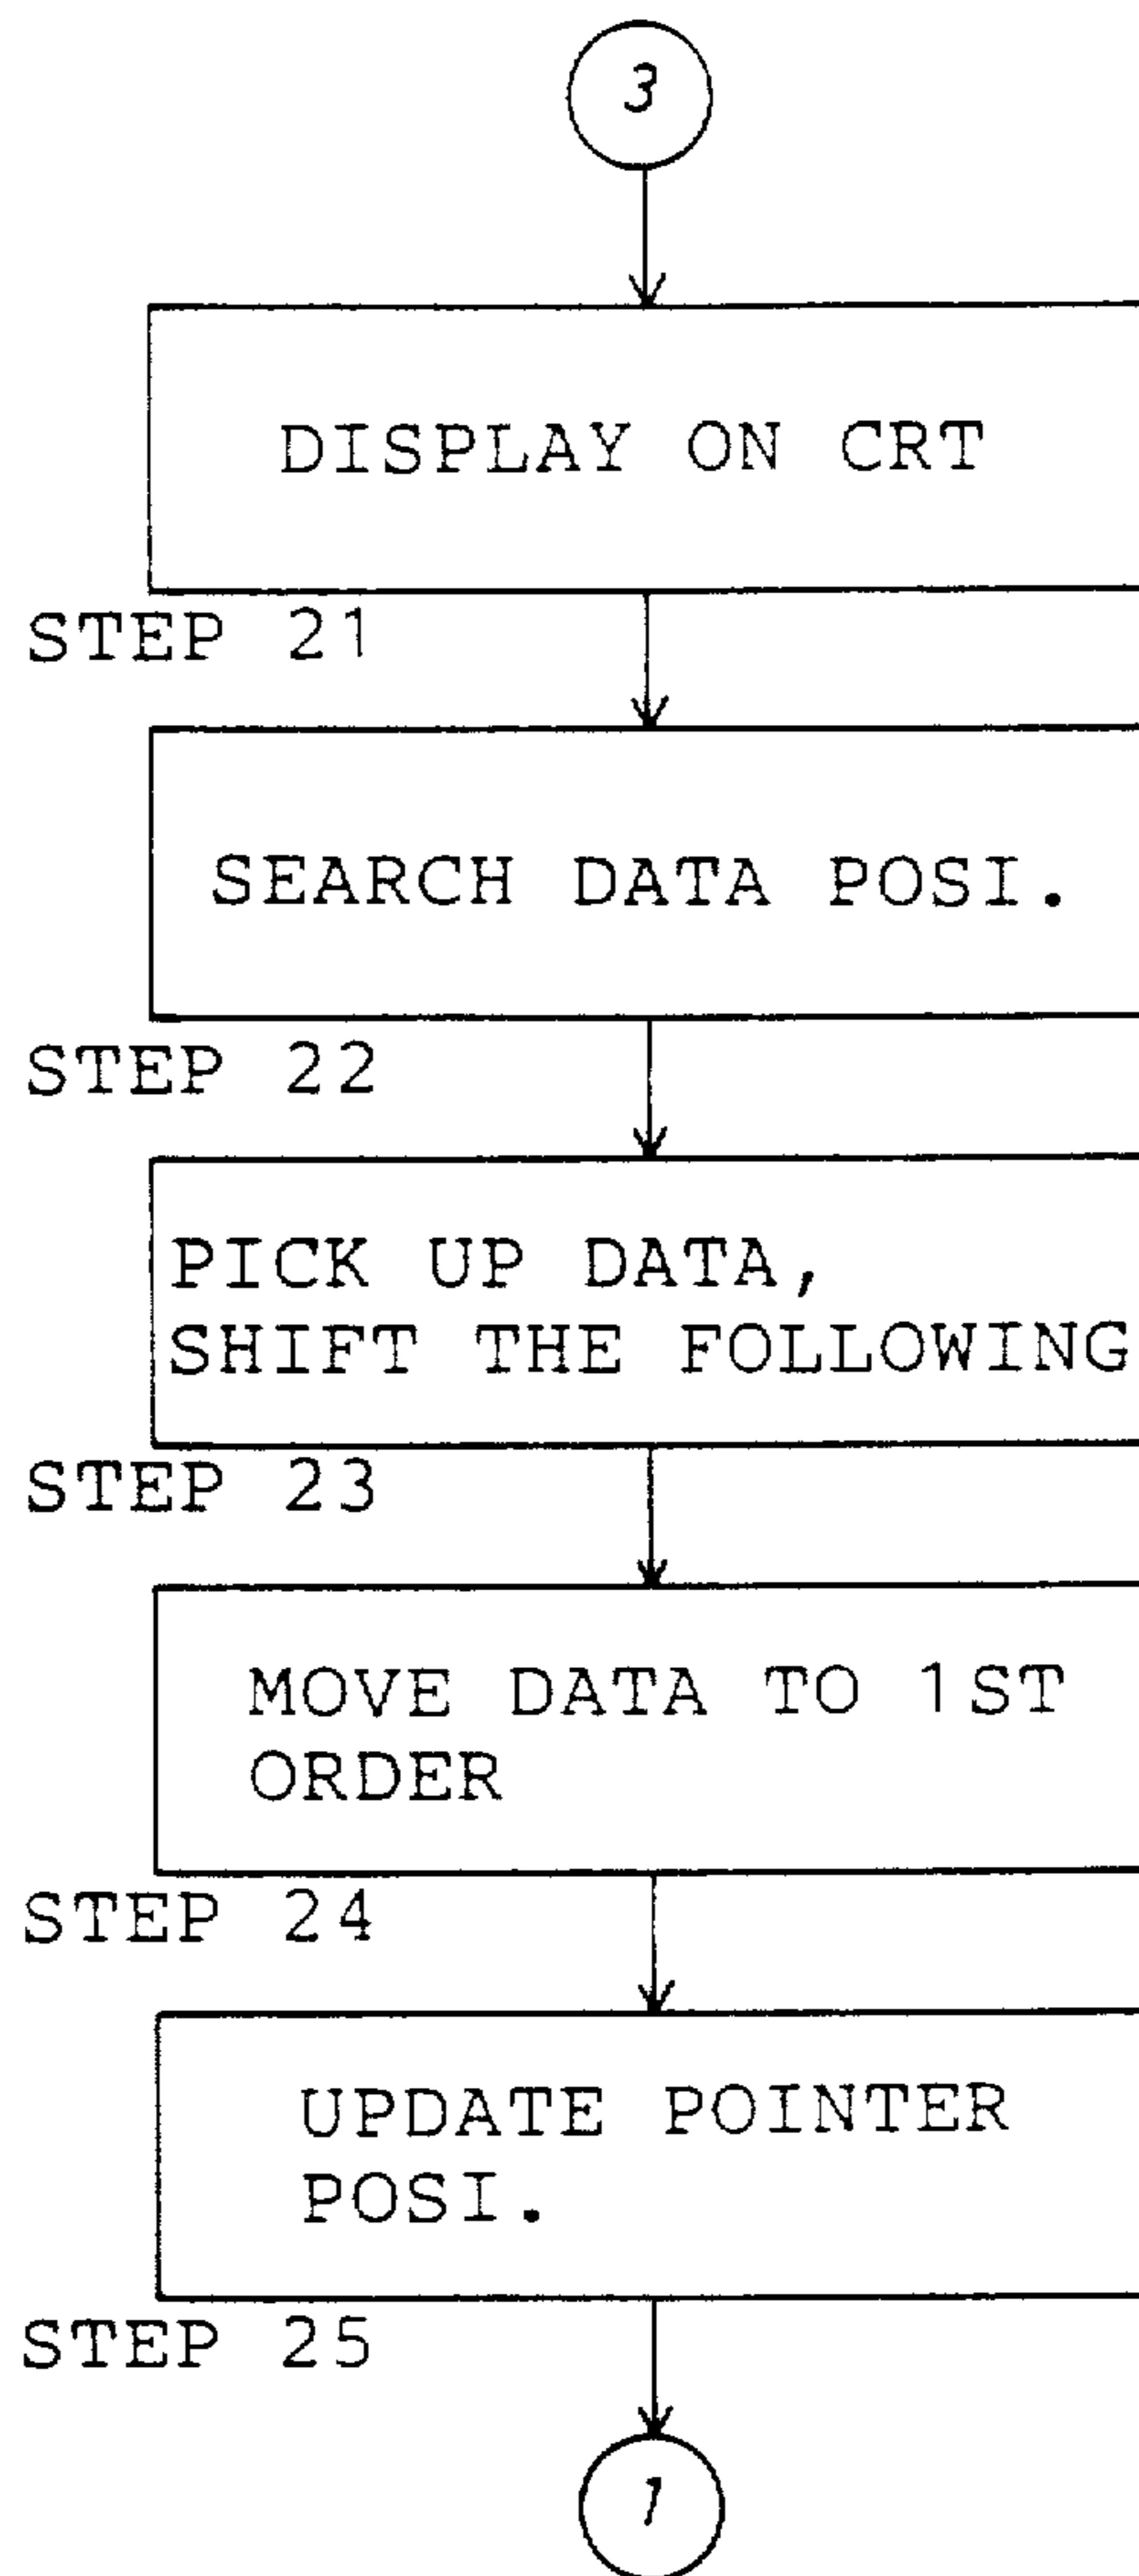 3
DISPLAY ON CRT
STEP 21
SEARCH DATA POSI.
STEP 22
PICK UP DATA,
SHIFT THE FOLLOWING
STEP 23
MOVE DATA TO 1ST
ORDER
STEP 24
UPDATE POINTER
POSI.
STEP 25
1